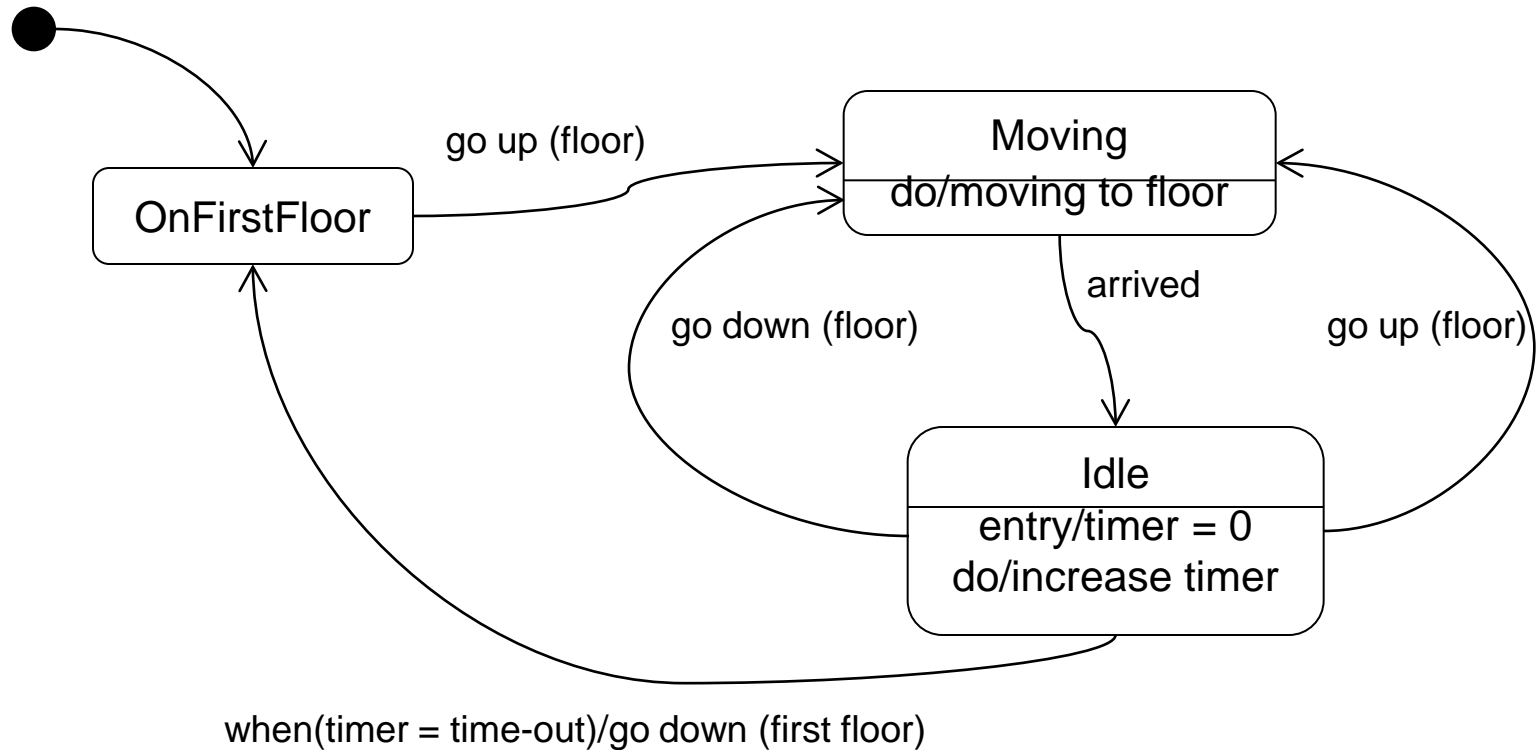 go up (floor)
Moving
do/moving to floor
OnFirstFloor
arrived
go down (floor)
go up (floor)
Idle
entry/timer = 0
do/increase timer
when(timer = time-out)/go down (first floor)